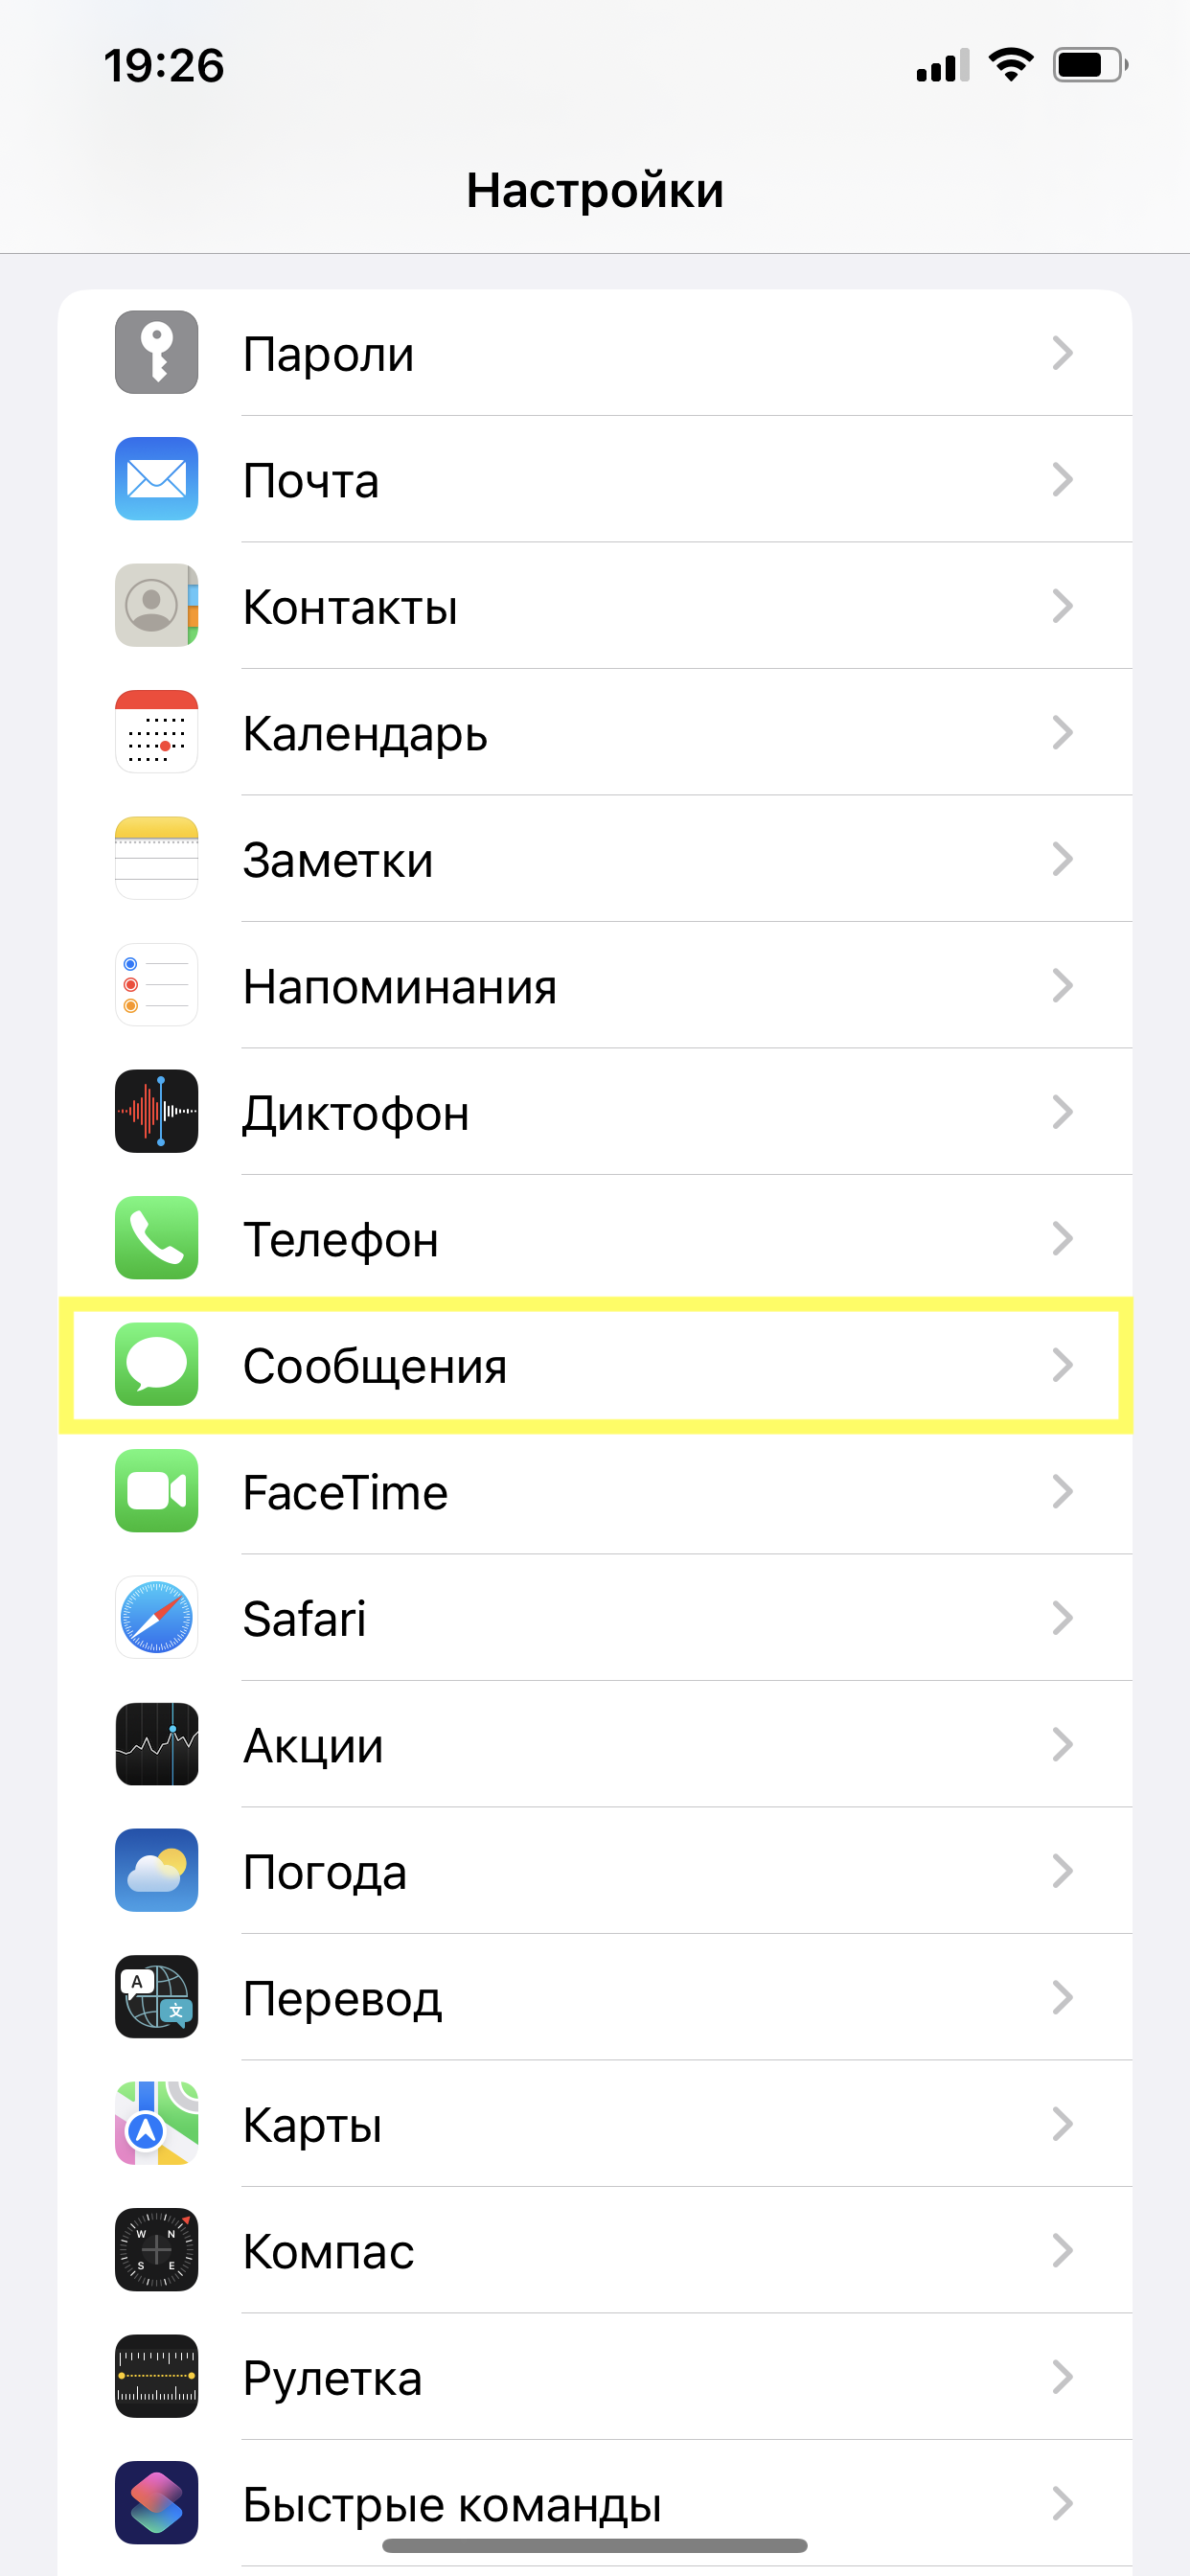 19:26
Настройки
Пароли
Почта
Контакты
Календарь
Заметки
Напоминания
Диктофон
Телефон
Сообщения
FaceTime
Safari
Акции
Погода
A
文
Перевод
Карты
W N
S E
Компас
Рулетка
Быстрые команды